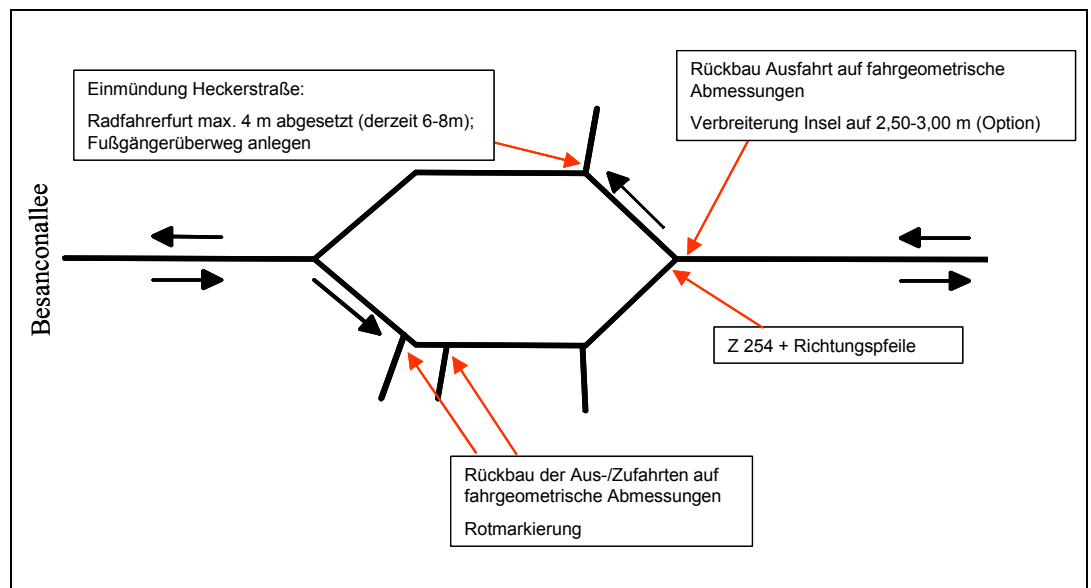 Einmündung Heckerstraße:
Radfahrerfurt max. 4 m abgesetzt (derzeit 6-8m);
Fußgängerüberweg anlegen
Rückbau Ausfahrt auf fahrgeometrische
Abmessungen
Verbreiterung Insel auf 2,50-3,00 m (Option)
Besanconallee
Z 254 + Richtungspfeile
Rückbau der Aus-/Zufahrten auf
fahrgeometrische Abmessungen
Rotmarkierung